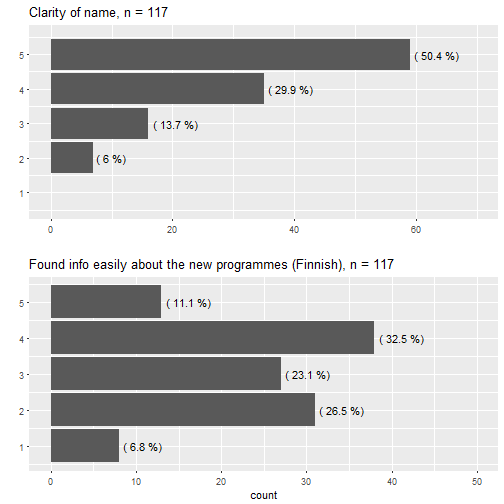 Clarity of name, n = 117
5
( 50.4 %)
4
( 29.9 %)
3
( 13.7 %)
2
( 6 %)
1
0 20 40 60
Found info easily about the new programmes (Finnish), n = 117
5
( 11.1 %)
4
( 32.5 %)
3
( 23.1 %)
2
( 26.5 %)
1
( 6.8 %)
0 10 20 30 40 50
count